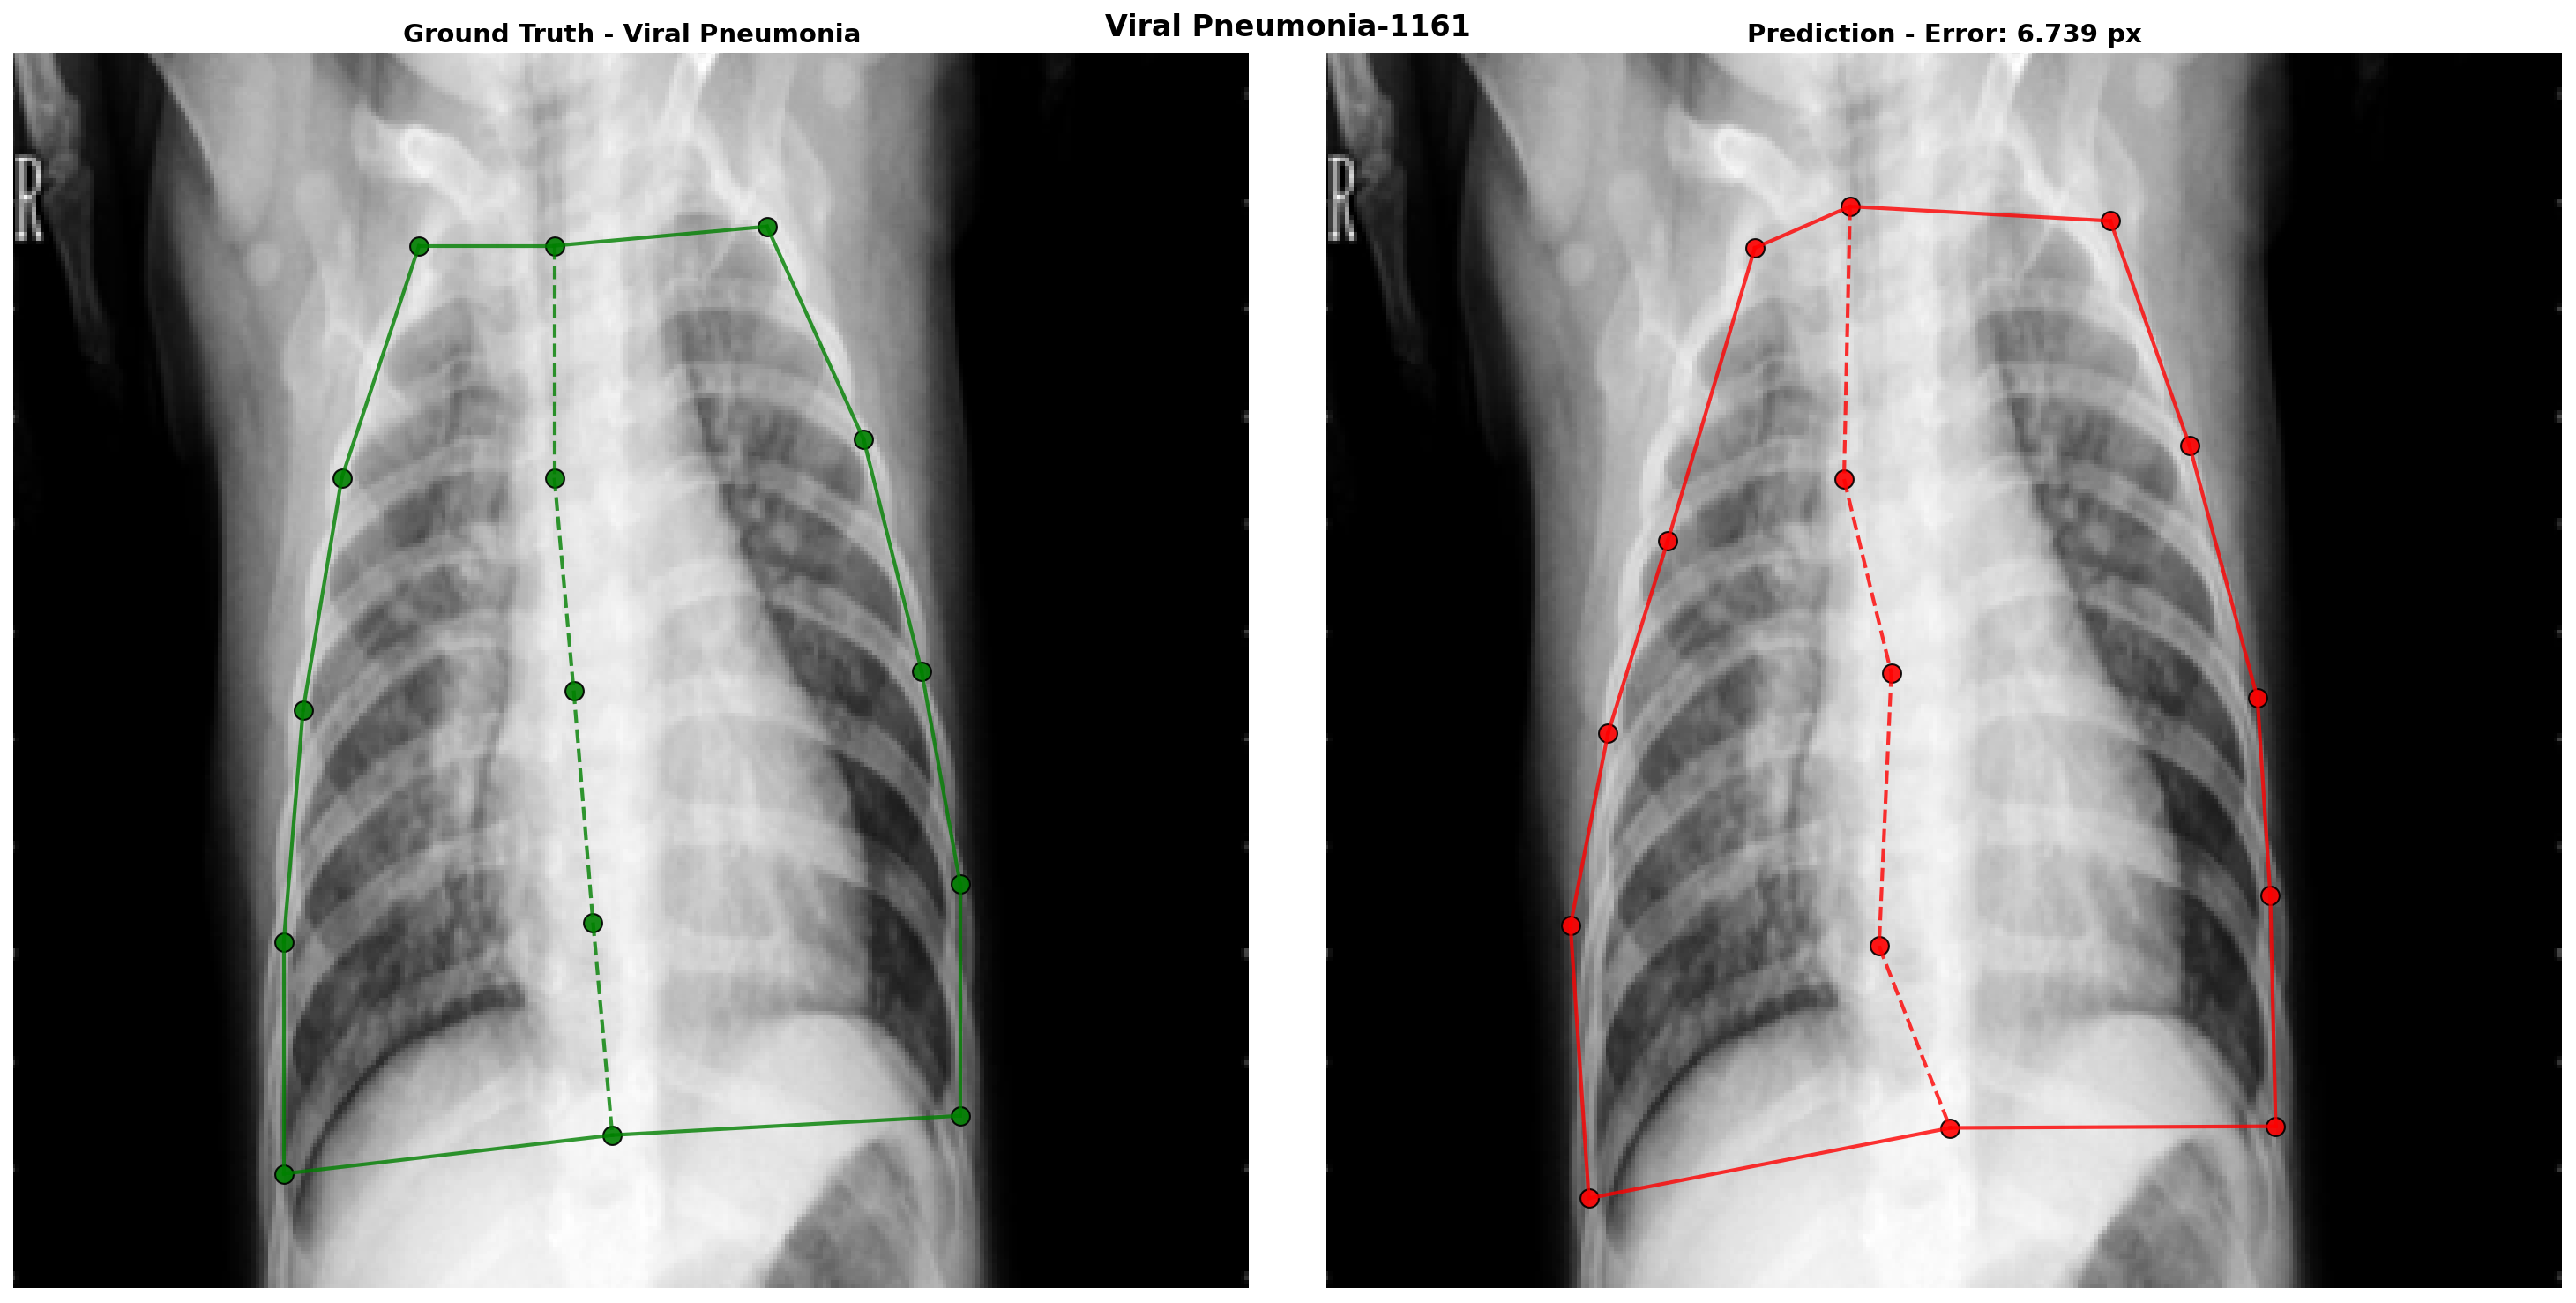 Viral Pneumonia-1161
Ground Truth - Viral Pneumonia
Prediction - Error: 6.739 px
R
R